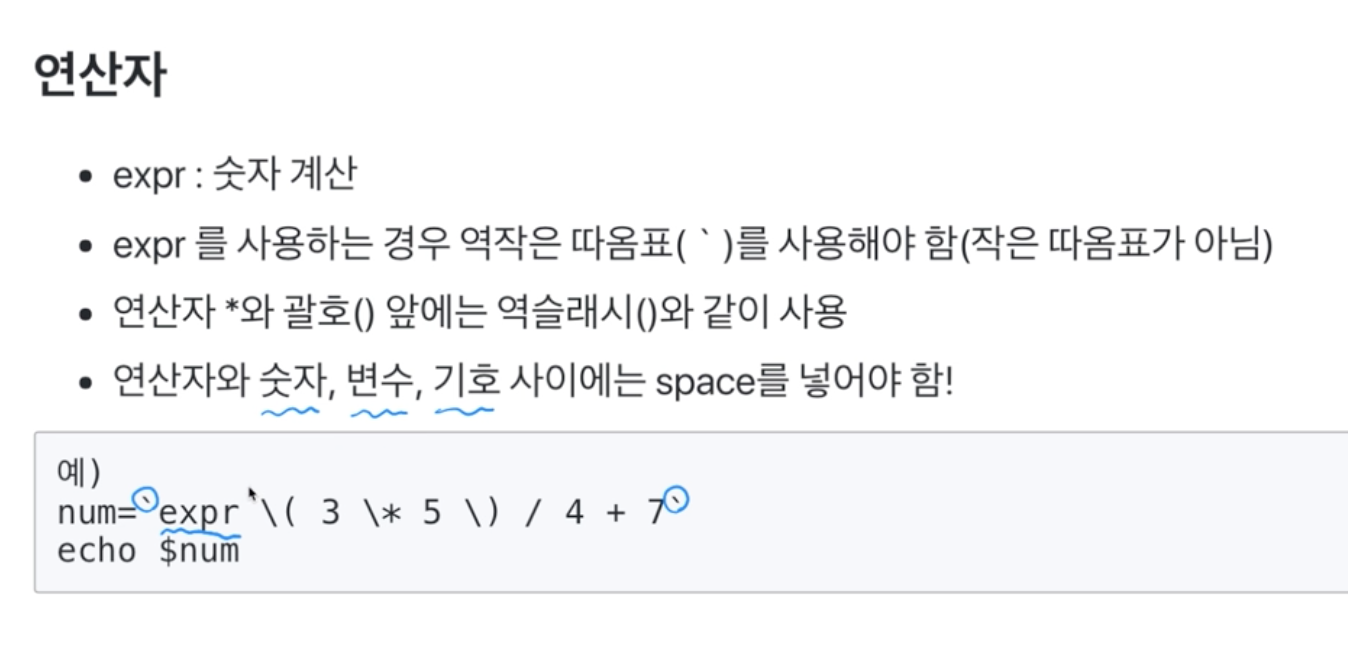 연산자
• expr : 숫자 계산
• expr 를 사용하는 경우 역작은 따옴표( ` )를 사용해야 함(작은 따옴표가 아님)
• 연산자 *와 괄호() 앞에는 역슬래시()와 같이 사용
• 연산자와 숫자, 변수, 기호 사이에는 space를 넣어야 함!
예)
num=`expr \( 3 \* 5 \) / 4 + 7`
echo $num